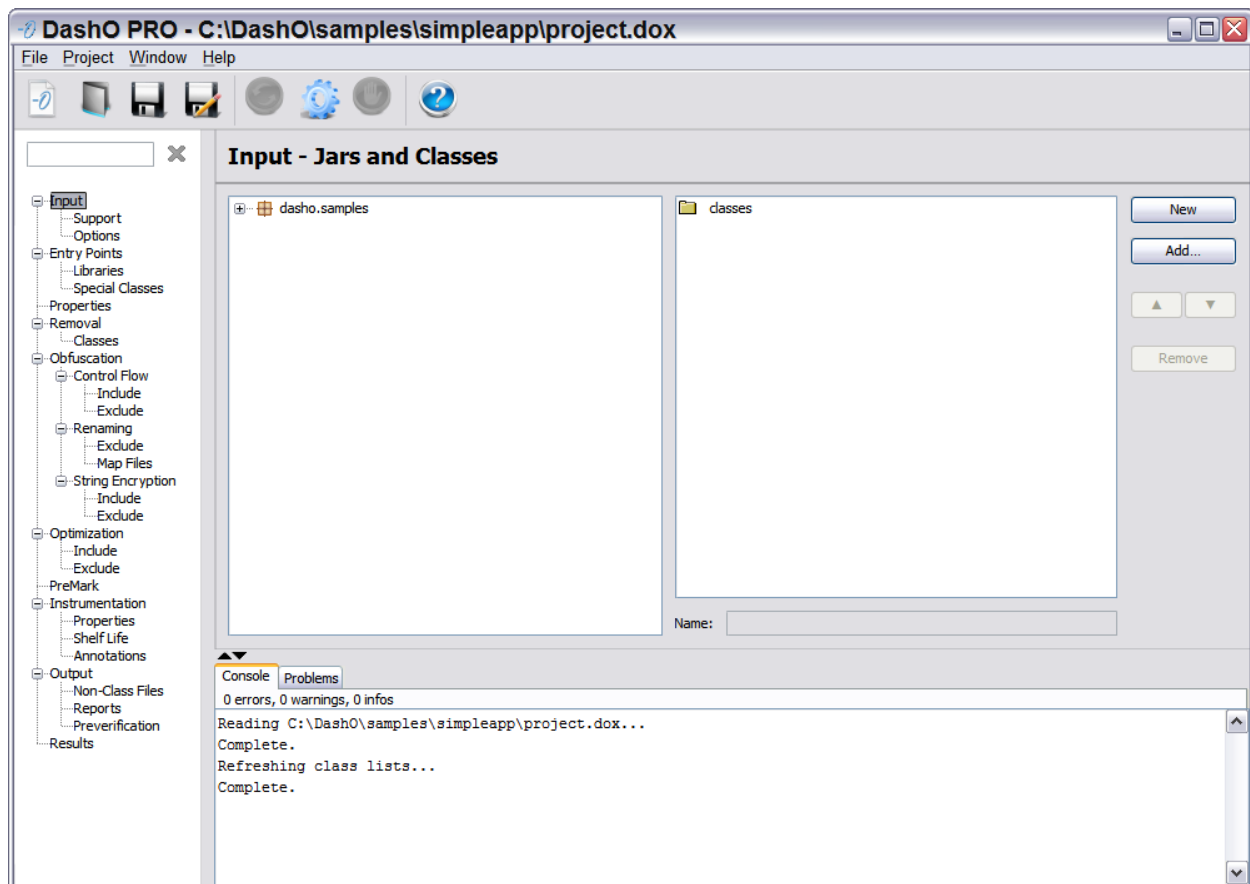 DashO PRO - C:\DashO\samples\simpleapp\project.dox
File Project Window Help
Input - Jars and Classes
Input
Support
Options
Entry Points
Libraries
Special Classes
Properties
Removal
Classes
Obfuscation
Control Flow
Include
Exclude
Renaming
Exclude
Map Files
String Encryption
Include
Exclude
Optimization
Include
Exclude
PreMark
Instrumentation
Properties
Shelf Life
Annotations
Output
Non-Class Files
Reports
Preverification
Results
dasho.samples
classes
New
Add...
Remove
Name:
Console Problems
0 errors, 0 warnings, 0 infos
Reading C:\DashO\samples\simpleapp\project.dox...
Complete.
Refreshing class lists...
Complete.